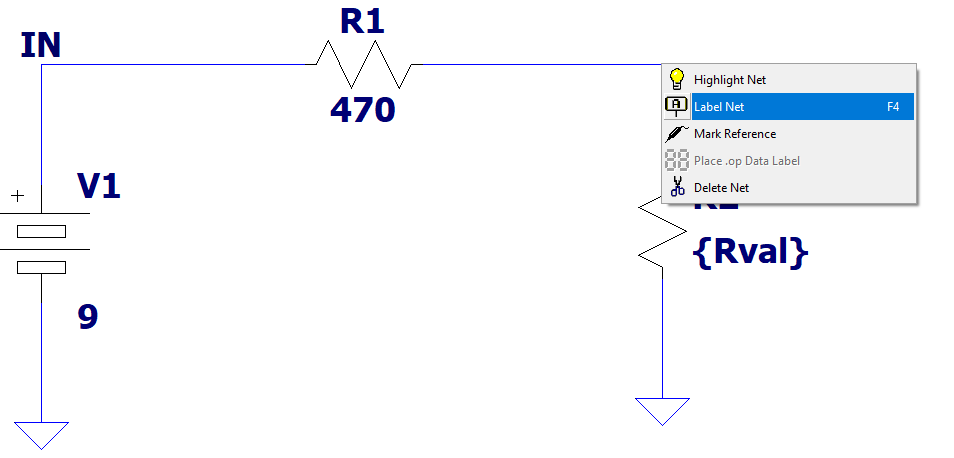 R1
IN
470
Highlight Net
Label Net F4
Mark Reference
Place .op Data Label
Delete Net
V1
{Rval}
9